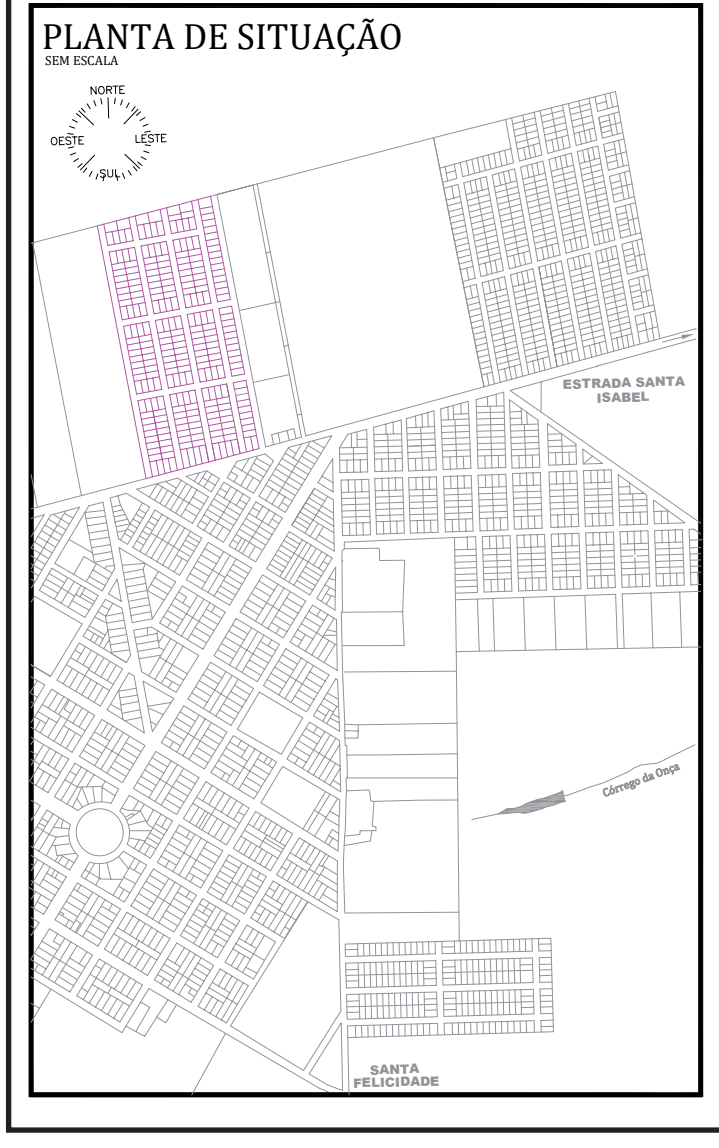 PLANTA DE SITUAÇÃO
SEM ESCALA
NORTE
OESTE
LESTE
SUL
ESTRADA SANTA
ISABEL
Córrego da Onça
SANTA
FELICIDADE